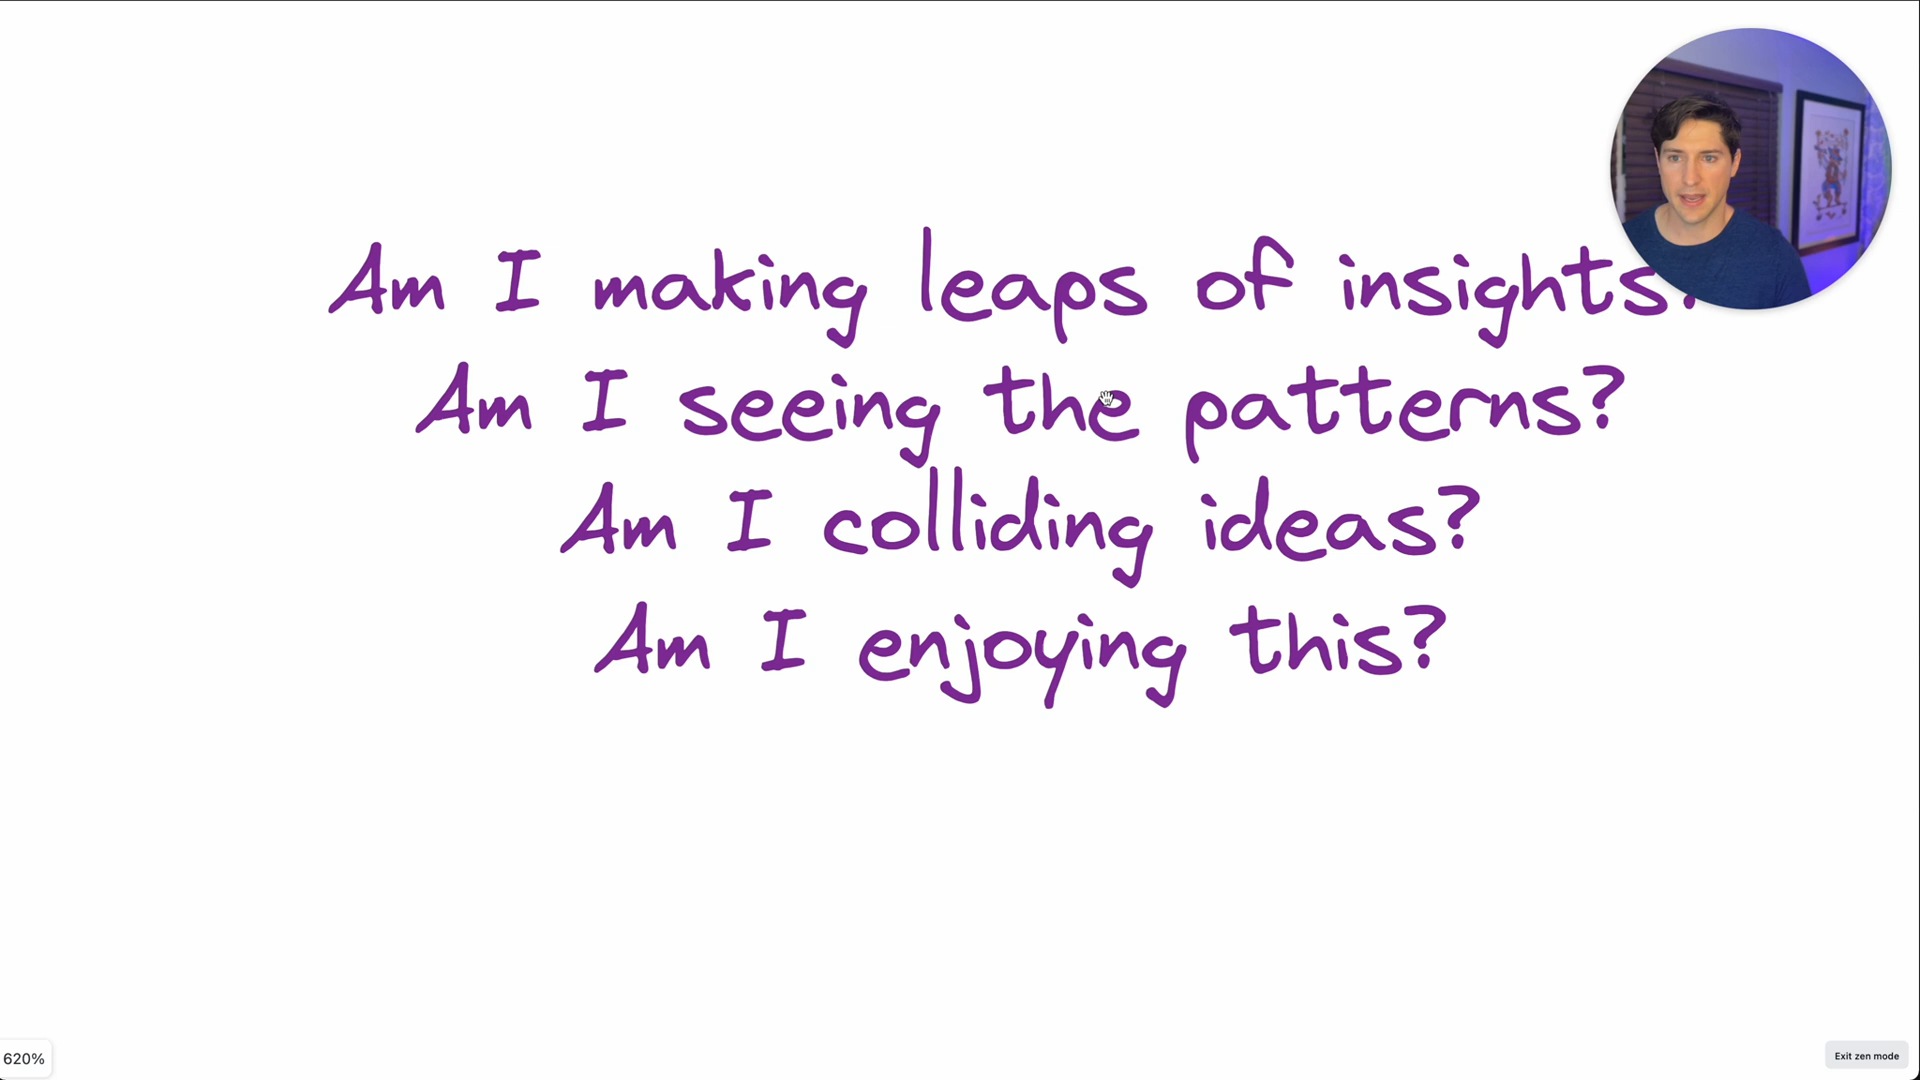 Am I making leaps of insights?
Am I seeing the patterns?
Am I colliding ideas?
Am I enjoying this?
620%
Exit zen mode